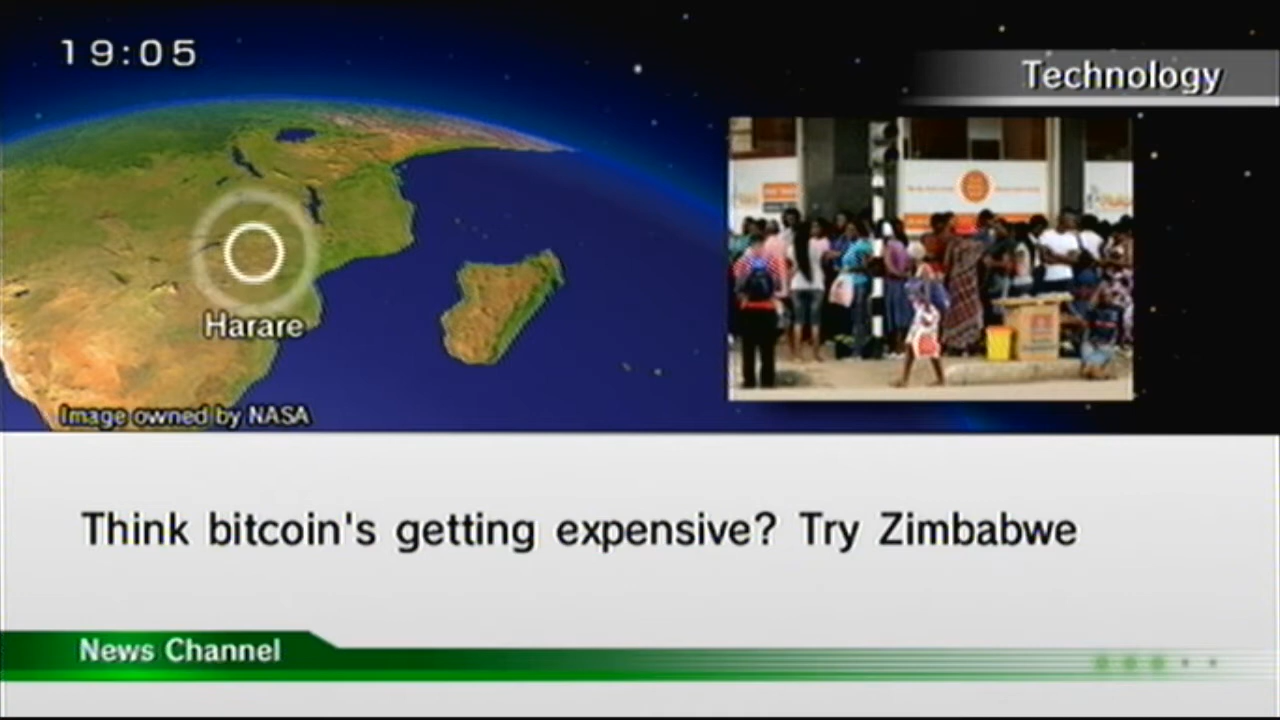 19:05
Technology
Harare
Image owned by NASA
Think bitcoin's getting expensive? Try Zimbabwe
News Channel